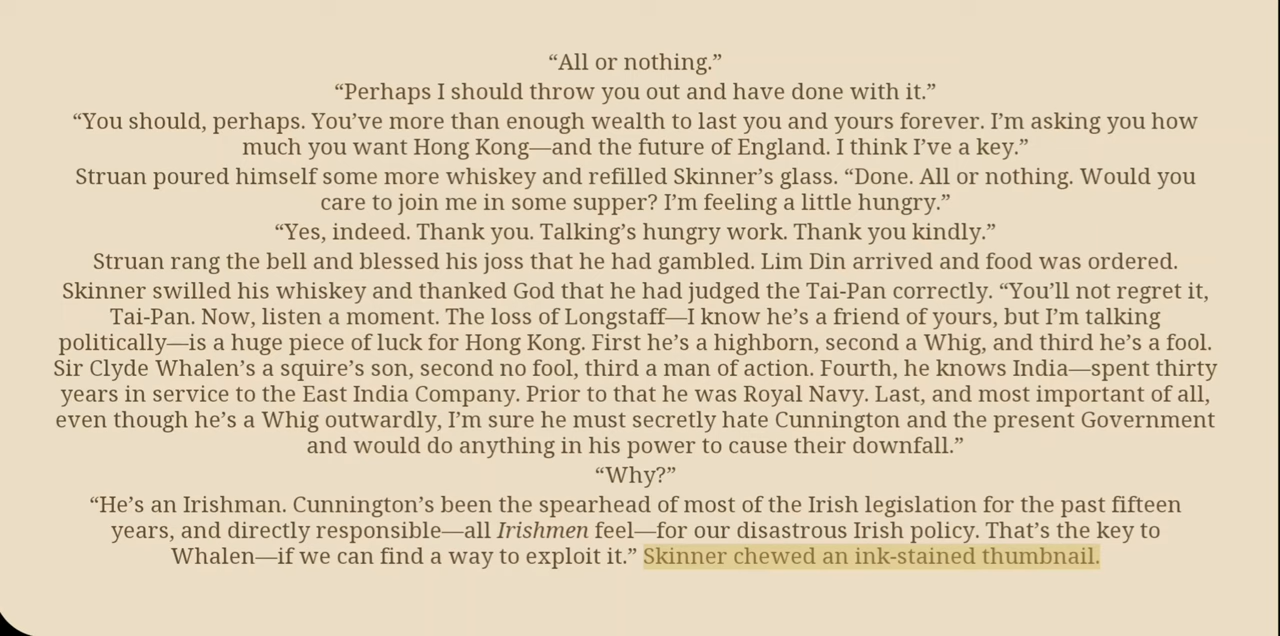 “All or nothing.”
“Perhaps I should throw you out and have done with it.”
“You should, perhaps. You’ve more than enough wealth to last you and yours forever. I’m asking you how
much you want Hong Kong—and the future of England. I think I’ve a key.”
Struan poured himself some more whiskey and refilled Skinner’s glass. “Done. All or nothing. Would you
care to join me in some supper? I’m feeling a little hungry.”
“Yes, indeed. Thank you. Talking’s hungry work. Thank you kindly.”
Struan rang the bell and blessed his joss that he had gambled. Lim Din arrived and food was ordered.
Skinner swilled his whiskey and thanked God that he had judged the Tai-Pan correctly. “You’ll not regret it,
Tai-Pan. Now, listen a moment. The loss of Longstaff—I know he’s a friend of yours, but I’m talking
politically—is a huge piece of luck for Hong Kong. First he’s a highborn, second a Whig, and third he’s a fool.
Sir Clyde Whalen’s a squire’s son, second no fool, third a man of action. Fourth, he knows India—spent thirty
years in service to the East India Company. Prior to that he was Royal Navy. Last, and most important of all,
even though he’s a Whig outwardly, I’m sure he must secretly hate Cunnington and the present Government
and would do anything in his power to cause their downfall.”
“Why?”
“He’s an Irishman. Cunnington’s been the spearhead of most of the Irish legislation for the past fifteen
years, and directly responsible—all Irishmen feel—for our disastrous Irish policy. That’s the key to
Whalen—if we can find a way to exploit it.” Skinner chewed an ink-stained thumbnail.